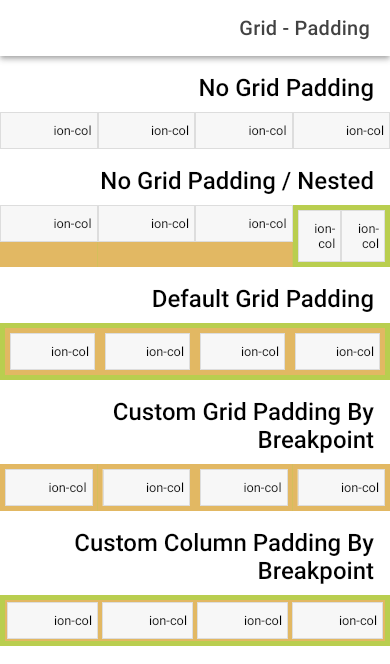 Grid - Padding
No Grid Padding
ion-col ion-col ion-col ion-col
No Grid Padding / Nested
ion-col ion-col ion-col ion- ion-
col col
Default Grid Padding
ion-col ion-col ion-col ion-col
Custom Grid Padding By
Breakpoint
ion-col ion-col ion-col ion-col
Custom Column Padding By
Breakpoint
ion-col ion-col ion-col ion-col